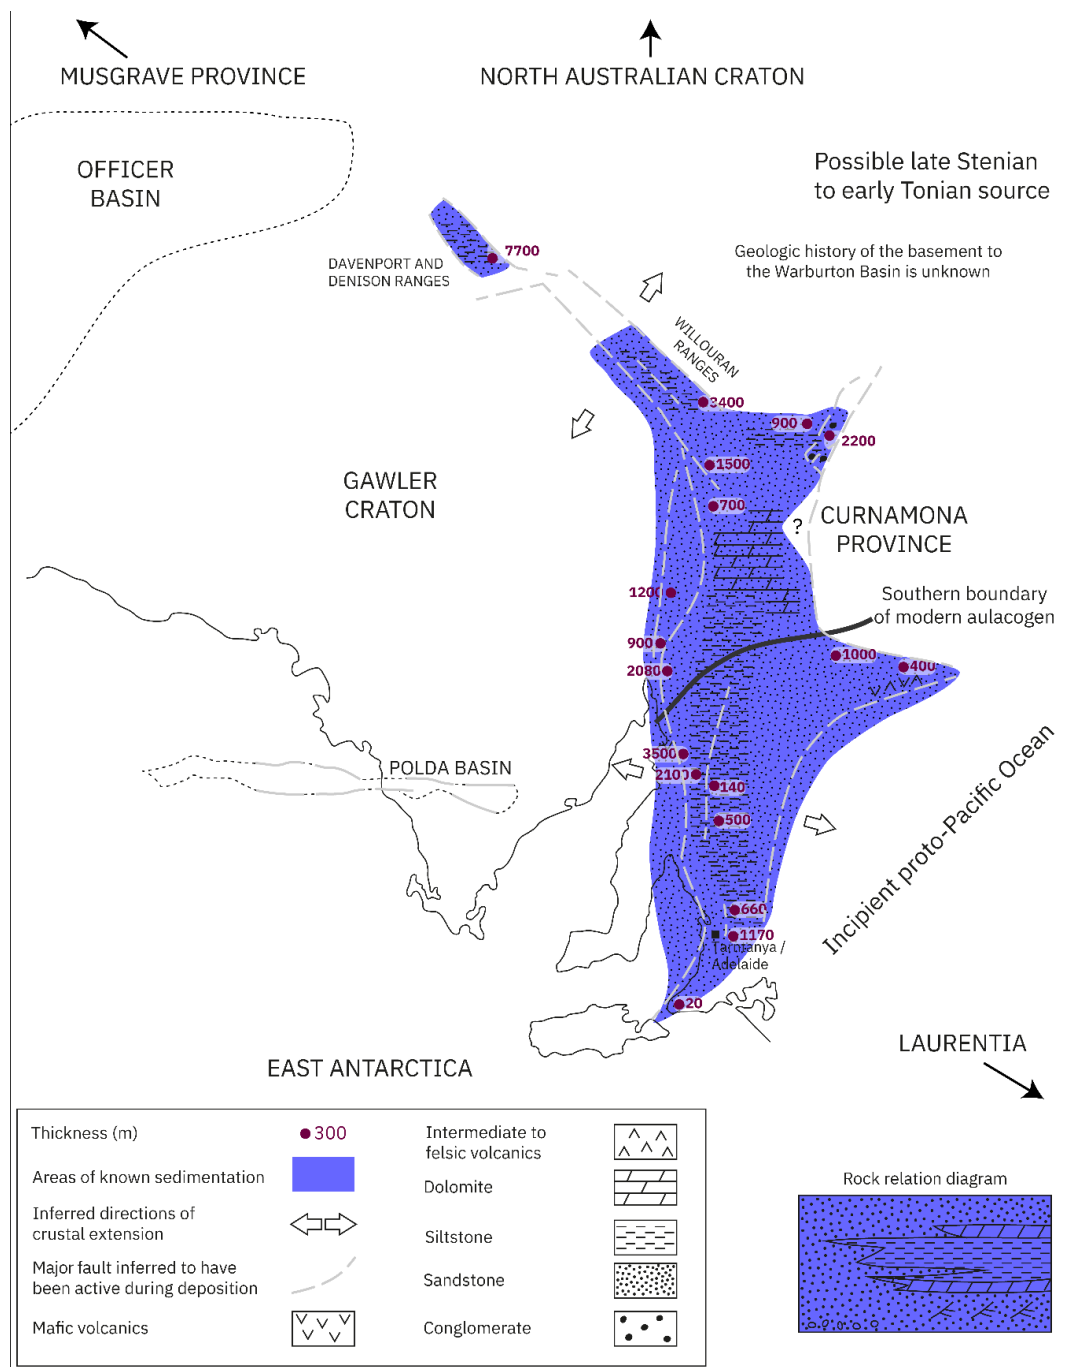 MUSGRAVE PROVINCE
NORTH AUSTRALIAN CRATON
OFFICER
BASIN
Possible late Stenian
to early Tonian source
Geologic history of the basement to
the Warburton Basin is unknown
7700
DAVENPORT AND
DENISON RANGES
WILLOURAN
RANGES
3400
900
2200
1500
GAWLER
CRATON
700
?
CURNAMONA
PROVINCE
1200
Southern boundary
of modern aulacogen
900
1000
400
2080
3500
2100
POLDA BASIN
140
500
Incipient proto-Pacific Ocean
660
1170
Tarntanya /
Adelaide
20
LAURENTIA
EAST ANTARCTICA
Thickness (m)
300
Areas of known sedimentation
Inferred directions of
crustal extension
Major fault inferred to have
been active during deposition
Mafic volcanics
Intermediate to
felsic volcanics
Dolomite
Siltstone
Sandstone
Conglomerate
Rock relation diagram